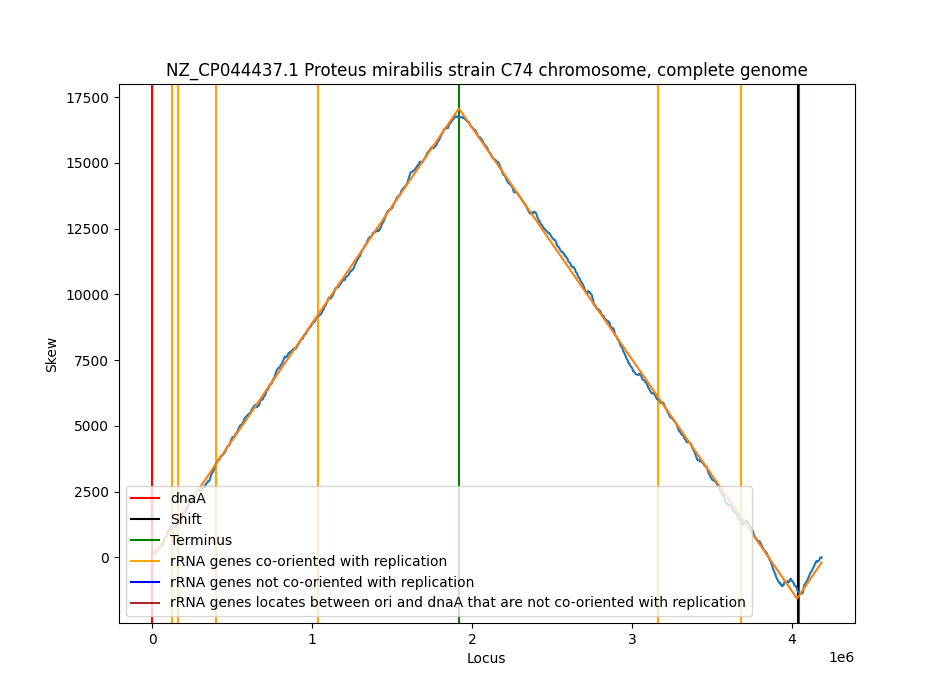 NZ_CP044437.1 Proteus mirabilis strain C74 chromosome, complete genome
17500
15000
12500
10000
7500
5000
2500
0
Skew
dnaA
Shift
Terminus
rRNA genes co-oriented with replication
rRNA genes not co-oriented with replication
rRNA genes locates between ori and dnaA that are not co-oriented with replication
0 1 2 3 4
1e6
Locus